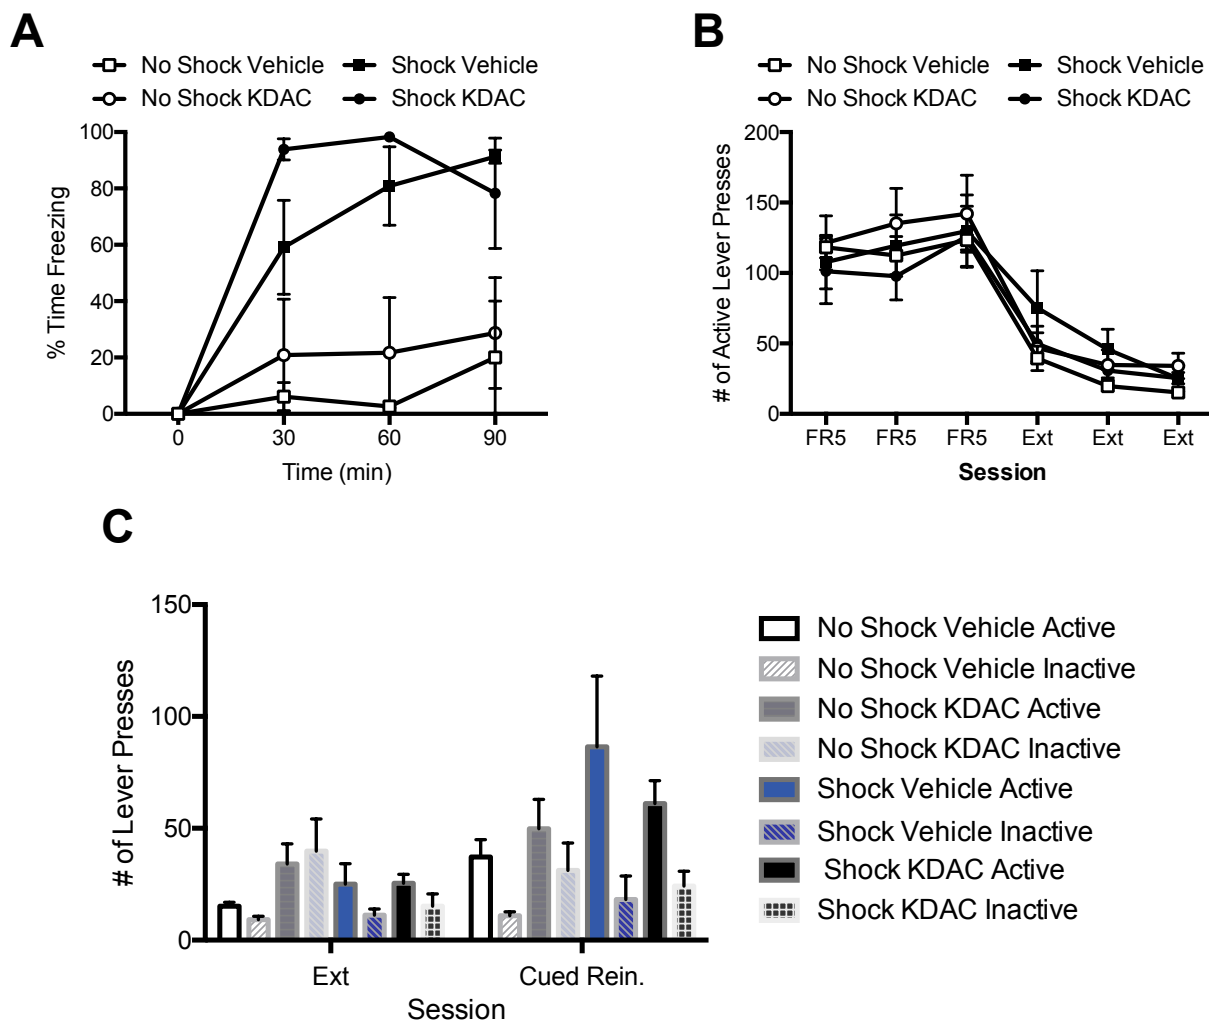 A
No Shock Vehicle
Shock Vehicle
No Shock KDAC
Shock KDAC
100
80
60
40
20
0
% Time Freezing
0 30 60 90
Time (min)
B
No Shock Vehicle
Shock Vehicle
No Shock KDAC
Shock KDAC
200
150
100
50
0
# of Active Lever Presses
FR5 FR5 FR5 Ext Ext Ext
Session
C
150
100
50
0
# of Lever Presses
Ext Cued Rein.
Session
No Shock Vehicle Active
No Shock Vehicle Inactive
No Shock KDAC Active
No Shock KDAC Inactive
Shock Vehicle Active
Shock Vehicle Inactive
Shock KDAC Active
Shock KDAC Inactive